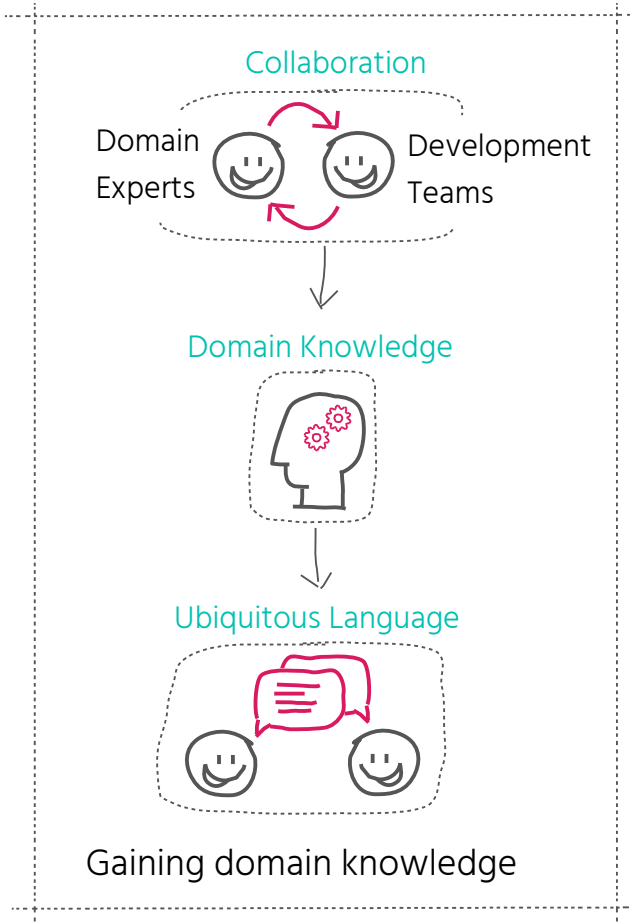 Collaboration
Domain
Experts
Development
Teams
Domain Knowledge
Ubiquitous Language
Gaining domain knowledge